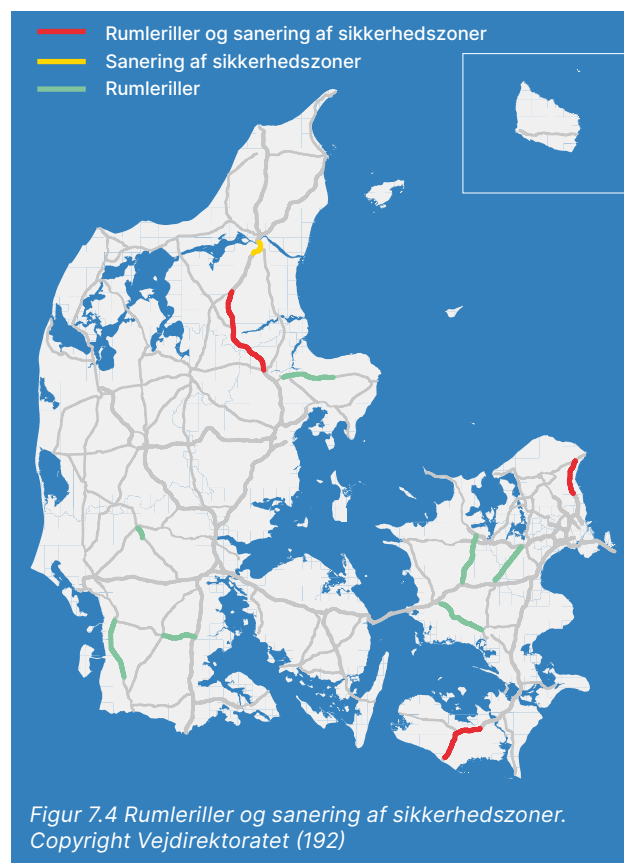 Rumleriller og sanering af sikkerhedszoner
Sanering af sikkerhedszoner
Rumleriller
Figur 7.4 Rumleriller og sanering af sikkerhedszoner.
Copyright Vejdirektoratet (192)